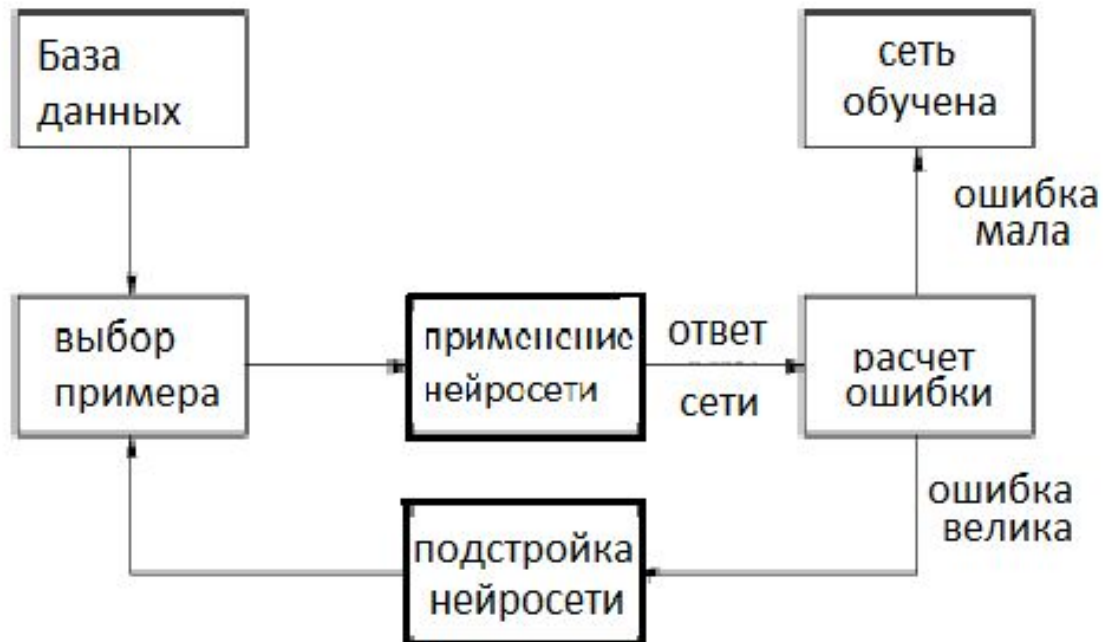 База
данных
сеть
обучена
ошибка
мала
выбор
примера
применение
нейросети
ответ
сети
расчет
ошибки
ошибка
велика
подстройка
нейросети